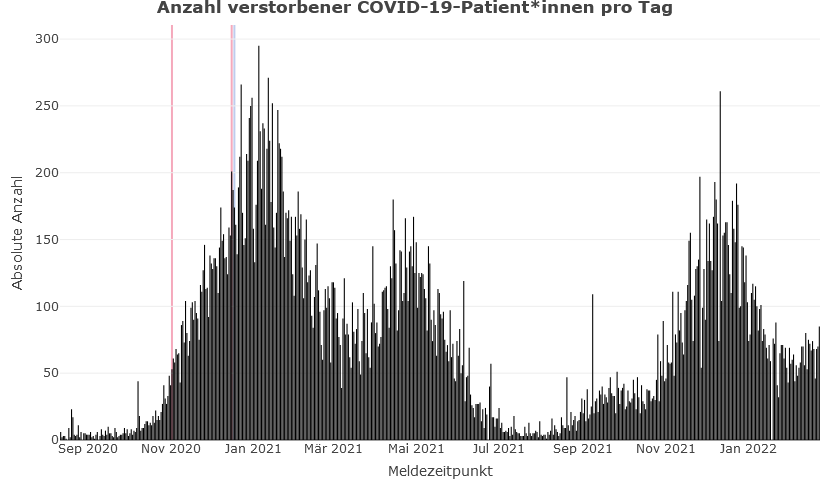 Anzahl verstorbener COVID-19-Patient*innen pro Tag
300
250
200
150
100
50
0
Absolute Anzahl
Sep 2020 Nov 2020 Jan 2021 Mär 2021 Mai 2021 Jul 2021 Sep 2021 Nov 2021 Jan 2022
Meldezeitpunkt